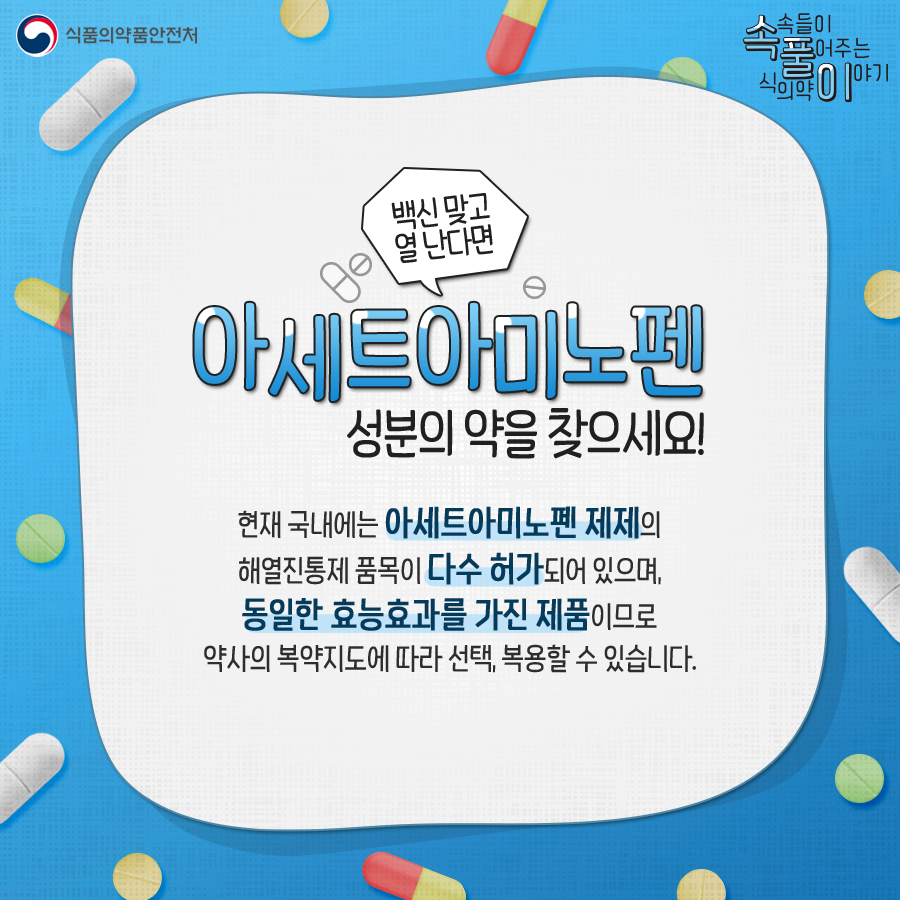 식품의약품안전처
속속들이
풀어주는
식의약 이야기
백신 맞고
열 난다면
아세트아미노펜
성분의 약을 찾으세요!
현재 국내에는 아세트아미노펜 제제의
해열진통제 품목이 다수 허가되어 있으며,
동일한 효능효과를 가진 제품이므로
약사의 복약지도에 따라 선택, 복용할 수 있습니다.